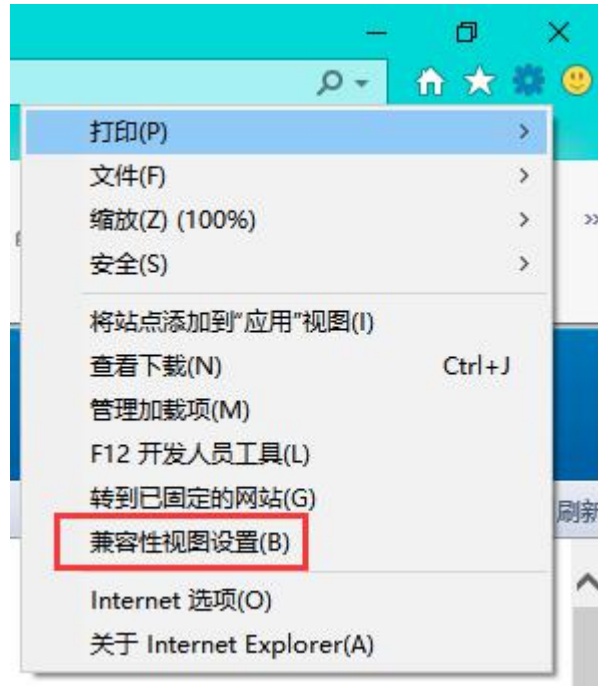 打印(P)
文件(F)
缩放(Z) (100%)
安全(S)
将站点添加到“应用”视图(I)
查看下载(N) Ctrl+J
管理加载项(M)
F12 开发人员工具(L)
转到已固定的网站(G)
刷新
兼容性视图设置(B)
Internet 选项(O)
关于 Internet Explorer(A)